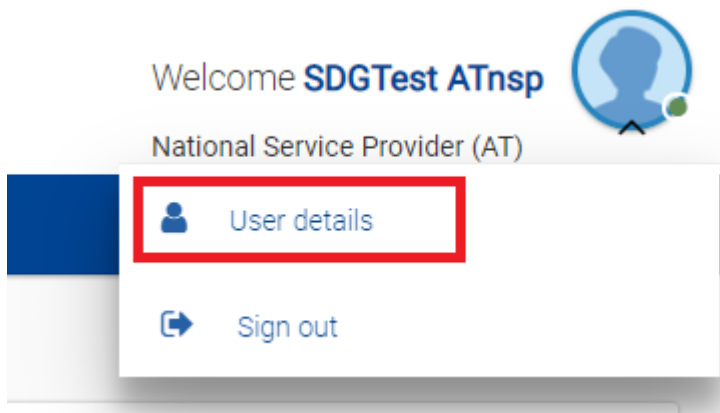 Welcome SDGTest ATnsp
National Service Provider (AT)
User details
Sign out